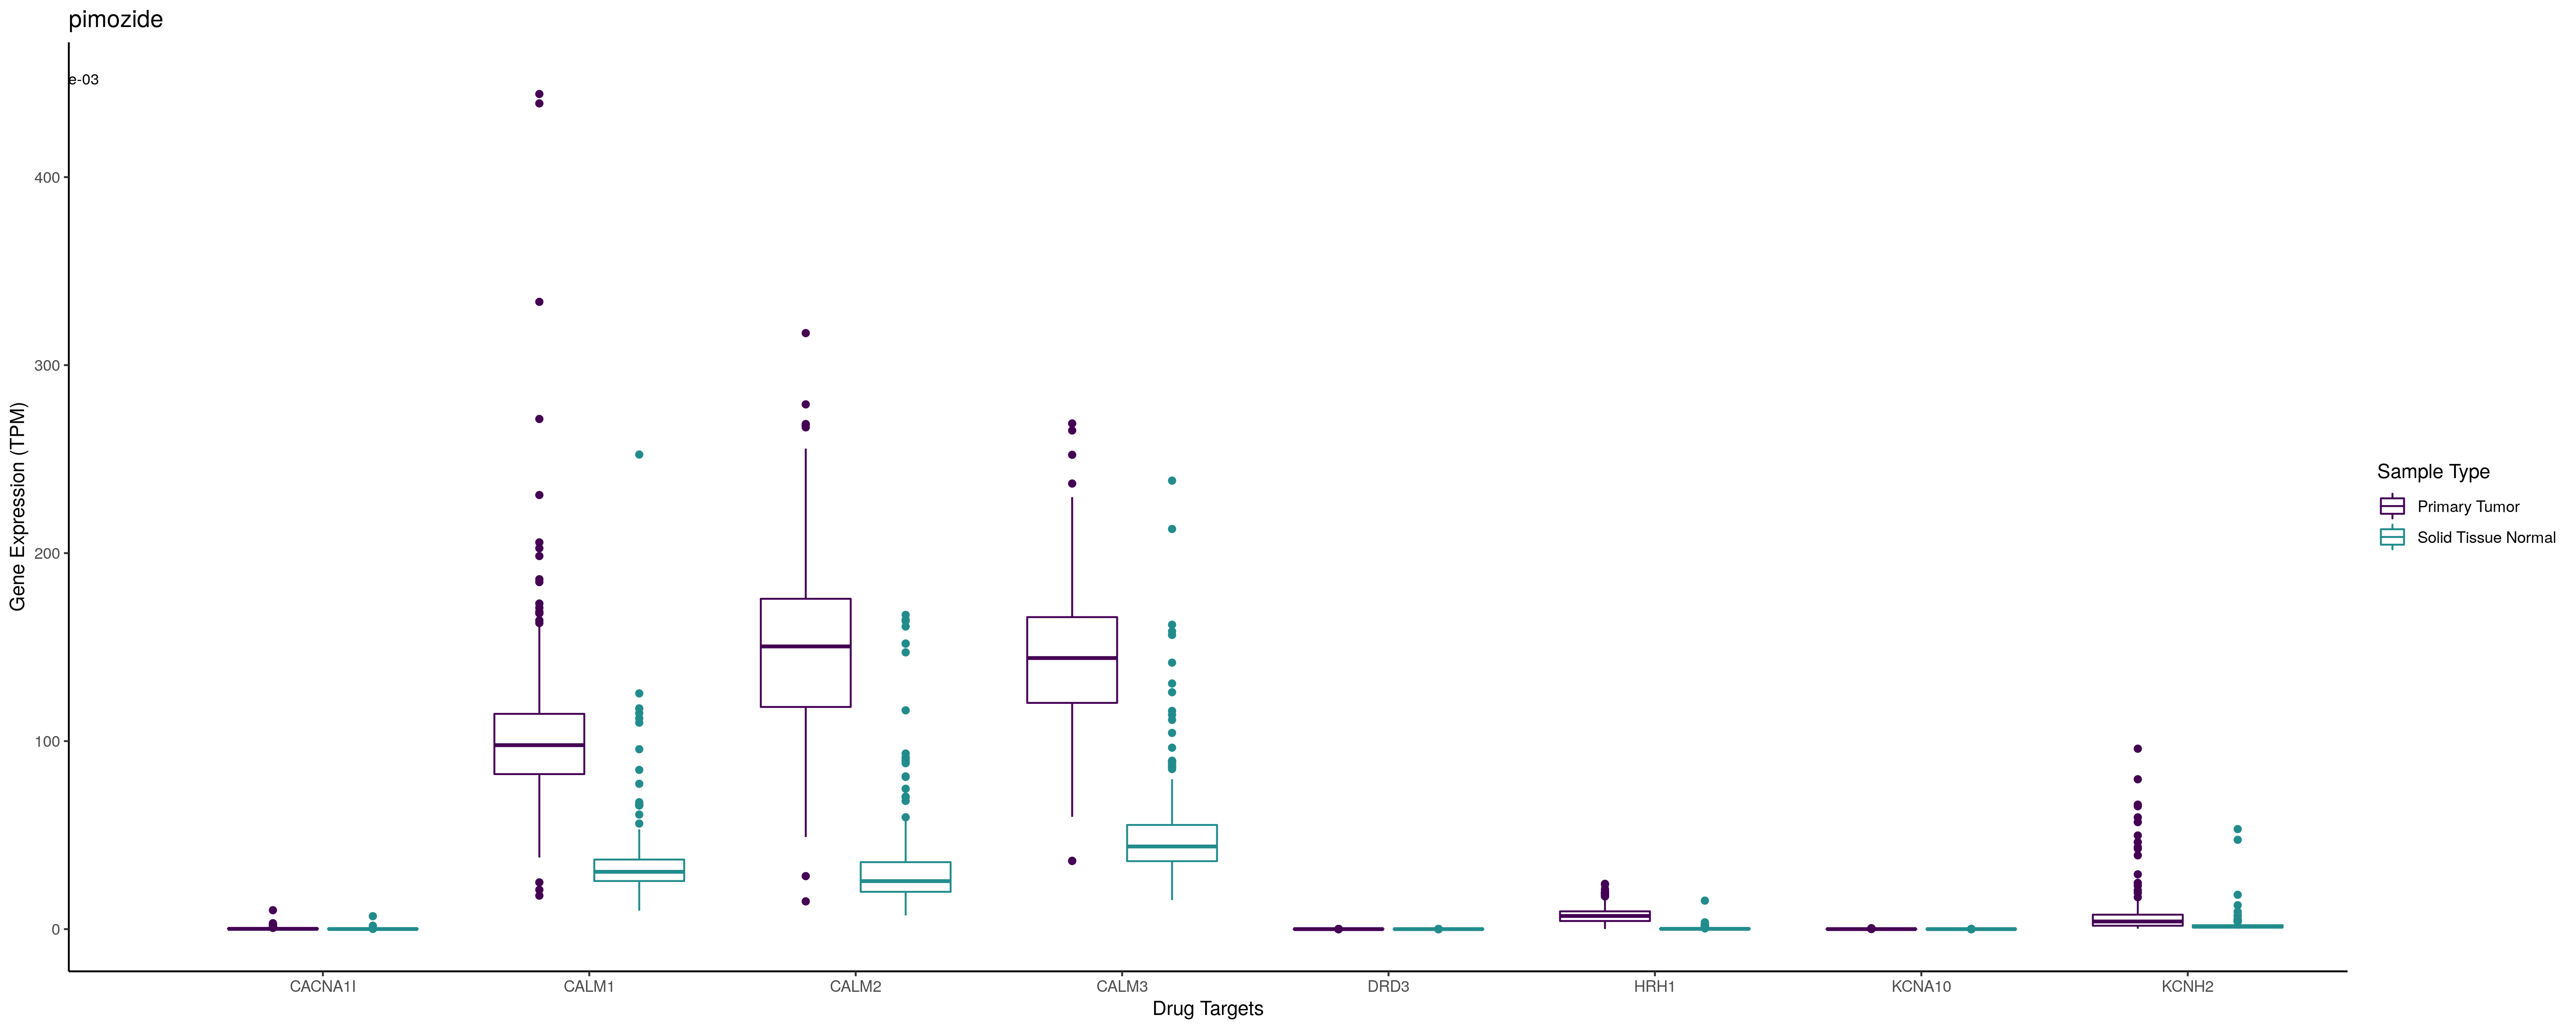 pimozide
e-03
400
300
200
100
0
Gene Expression (TPM)
CACNA1I
CALM1
CALM2
CALM3
DRD3
HRH1
KCNA10
KCNH2
Drug Targets
Sample Type
Primary Tumor
Solid Tissue Normal